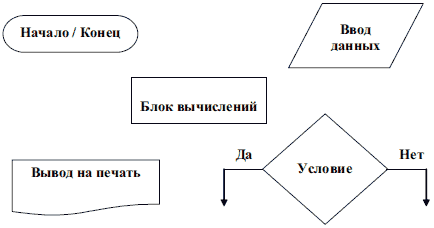 Начало / Конец
Ввод
данных
Блок вычислений
Вывод на печать
Да
Условие
Нет